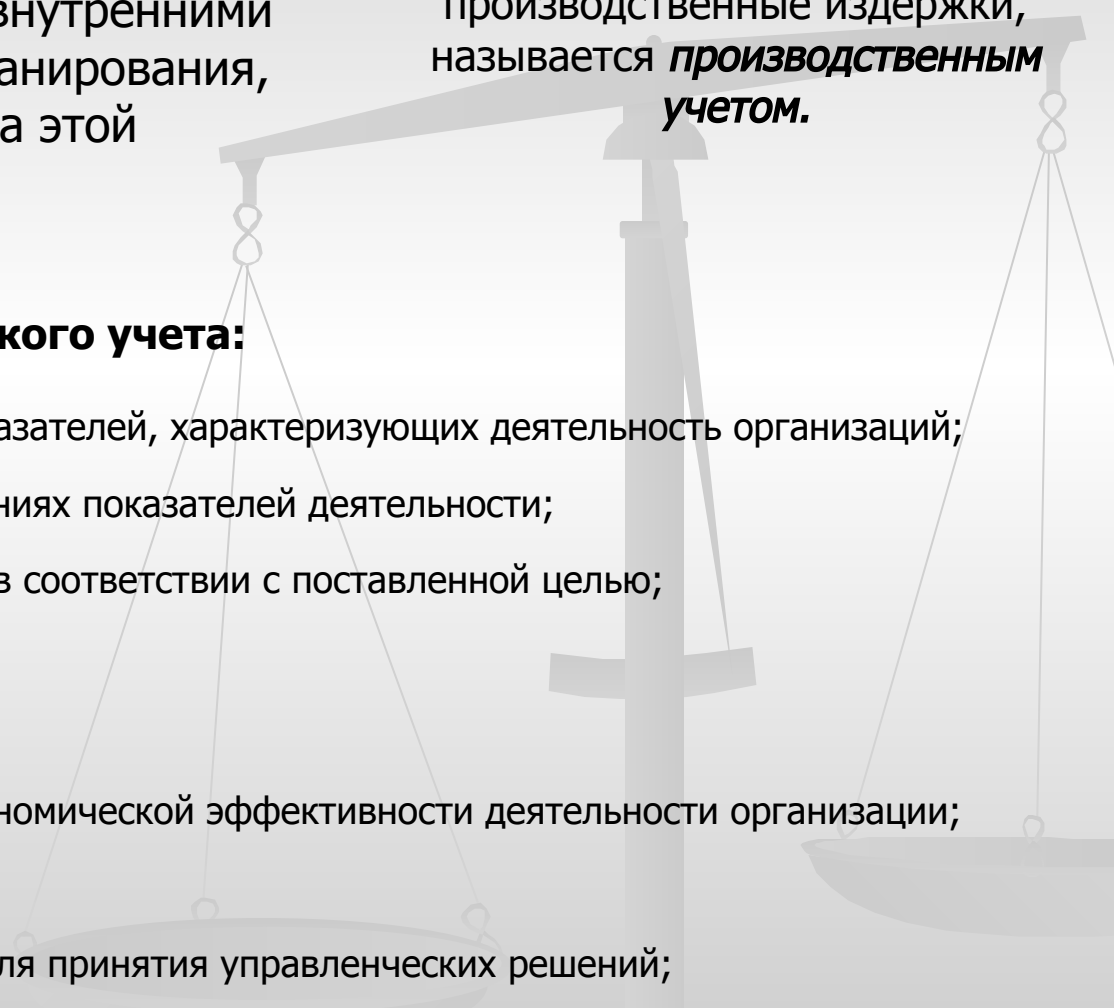 внутренними
анирования,
а этой
производственные издержки,
называется производственным
учетом.
кого учета:
азателей, характеризующих деятельность организаций;
ниях показателей деятельности;
в соответствии с поставленной целью;
номической эффективности деятельности организации;
ля принятия управленческих решений;